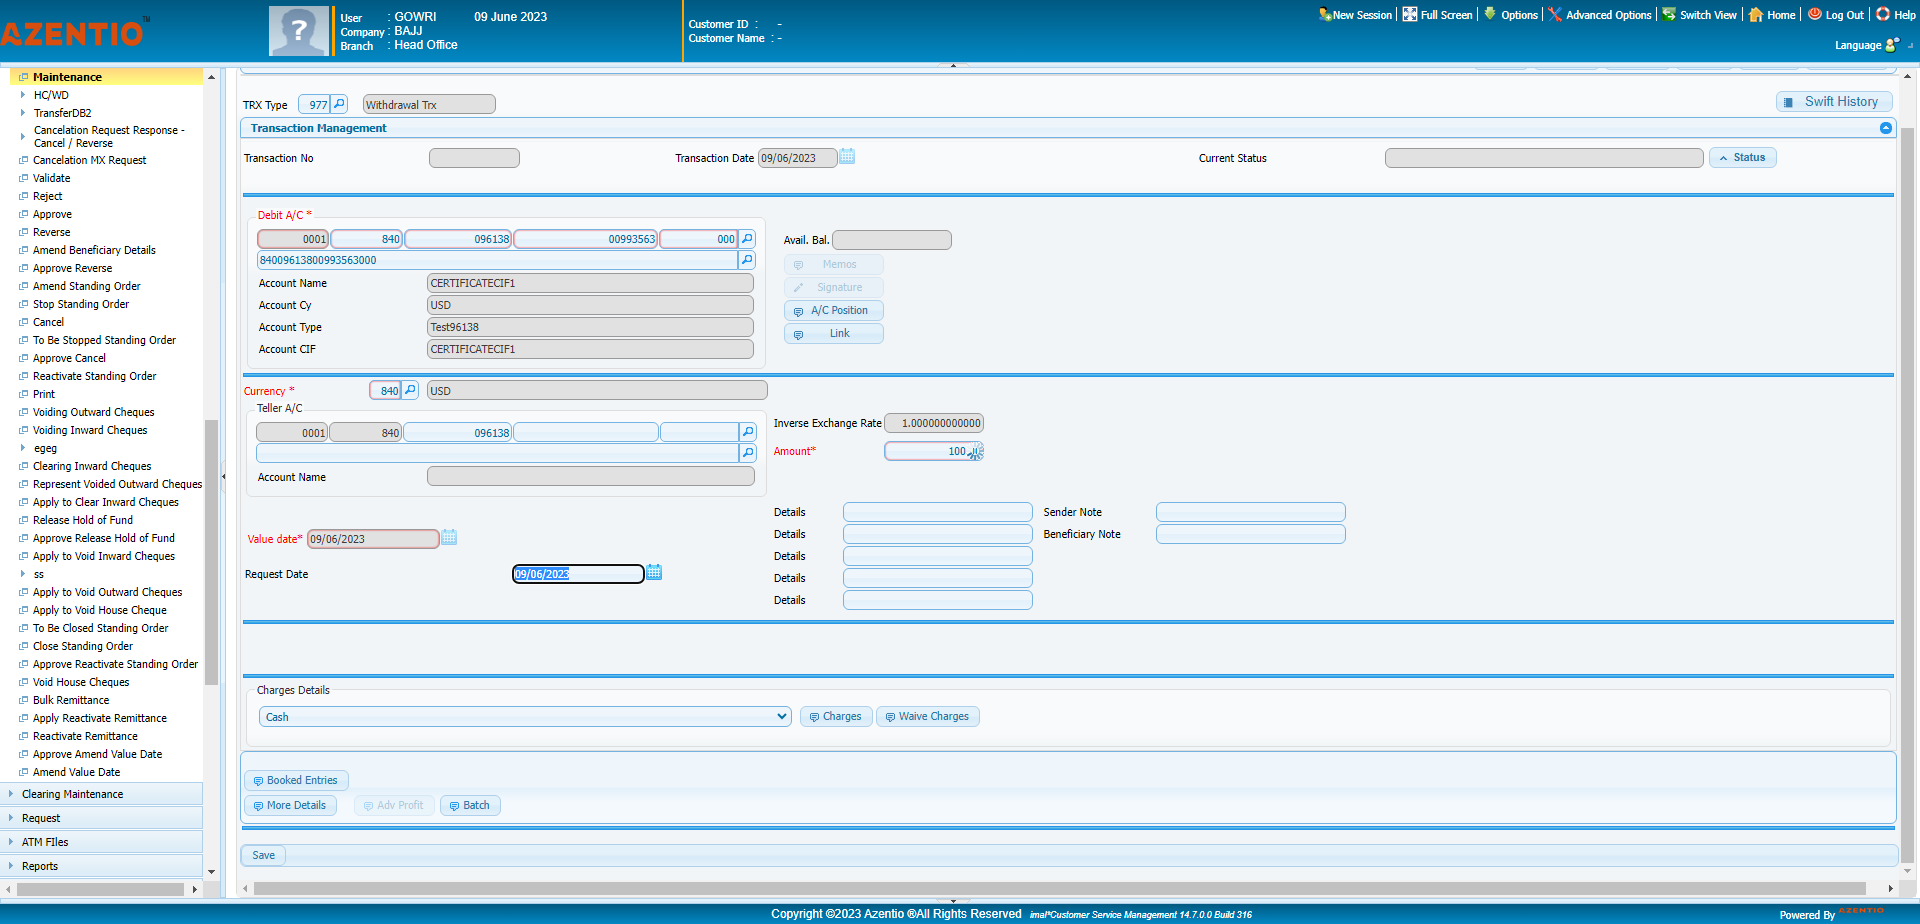 AZENTIO™
User : GOWRI 09 June 2023
Company : BAJJ
Branch : Head Office
Customer ID : -
Customer Name : -
New Session Full Screen Options Advanced Options Switch View Home Log Out Help
Language
Maintenance
HC/WD
TransferDB2
Cancelation Request Response -
Cancel / Reverse
Cancelation MX Request
Validate
Reject
Approve
Reverse
Amend Beneficiary Details
Approve Reverse
Amend Standing Order
Stop Standing Order
Cancel
To Be Stopped Standing Order
Approve Cancel
Reactivate Standing Order
Print
Voiding Outward Cheques
Voiding Inward Cheques
egeg
Clearing Inward Cheques
Represent Voided Outward Cheques
Apply to Clear Inward Cheques
Release Hold of Fund
Approve Release Hold of Fund
Apply to Void Inward Cheques
ss
Apply to Void Outward Cheques
Apply to Void House Cheque
To Be Closed Standing Order
Close Standing Order
Approve Reactivate Standing Order
Void House Cheques
Bulk Remittance
Apply Reactivate Remittance
Reactivate Remittance
Approve Amend Value Date
Amend Value Date
Clearing Maintenance
Request
ATM FIles
Reports
TRX Type 977 Withdrawal Trx
Swift History
Transaction Management
Transaction No Transaction Date 09/06/2023 Current Status Status
Debit A/C *
0001 840 096138 00993563 000
84009613800993563000
Account Name CERTIFICATECIF1
Account Cy USD
Account Type Test96138
Account CIF CERTIFICATECIF1
Avail. Bal.
Memos
Signature
A/C Position
Link
Currency * 840 USD
Teller A/C
0001 840 096138
Account Name
Inverse Exchange Rate 1.000000000000
Amount* 100
Value date* 09/06/2023
Request Date 09/06/2023
Details Sender Note
Details Beneficiary Note
Details
Details
Details
Charges Details
Cash Charges Waive Charges
Booked Entries
More Details Adv Profit Batch
Save
Copyright ©2023 Azentio ®All Rights Reserved imal*Customer Service Management 14.7.0.0 Build 316
Powered By AZENTIO